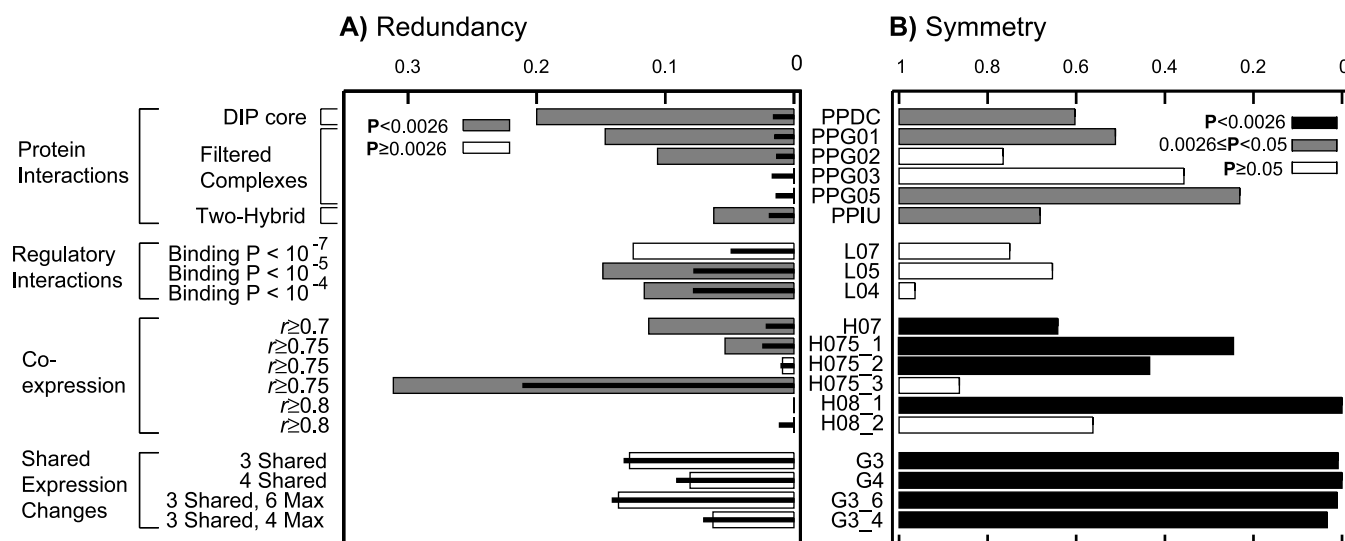 A) Redundancy
B) Symmetry
0.3 0.2 0.1 0
1 0.8 0.6 0.4 0.2 0
Protein Interactions
DIP core
Filtered Complexes
Two-Hybrid
Regulatory Interactions
Binding P < 10^-7
Binding P < 10^-5
Binding P < 10^-4
Co-expression
r≥0.7
r≥0.75
r≥0.75
r≥0.75
r≥0.8
r≥0.8
Shared Expression Changes
3 Shared
4 Shared
3 Shared, 6 Max
3 Shared, 4 Max
P<0.0026
P≥0.0026
PPDC
PPG01
PPG02
PPG03
PPG05
PPIU
L07
L05
L04
H07
H075_1
H075_2
H075_3
H08_1
H08_2
G3
G4
G3_6
G3_4
P<0.0026
0.0026≤P<0.05
P≥0.05